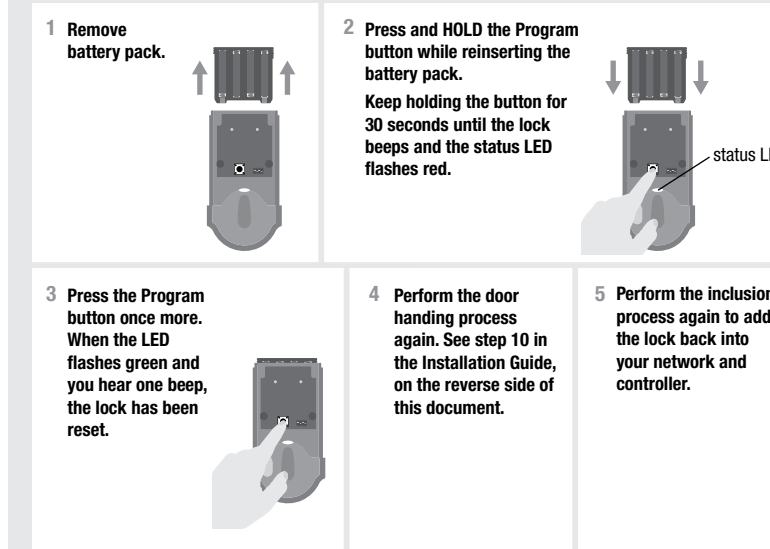 1 Remove
battery pack.
2 Press and HOLD the Program
button while reinserting the
battery pack.
Keep holding the button for
30 seconds until the lock
beeps and the status LED
flashes red.
status
3 Press the Program
button once more.
When the LED
flashes green and
you hear one beep,
the lock has been
reset.
4 Perform the door
handing process
again. See step 10 in
the Installation Guide,
on the reverse side of
this document.
5 Perform the inclusion
process again to add
the lock back into
your network and
controller.